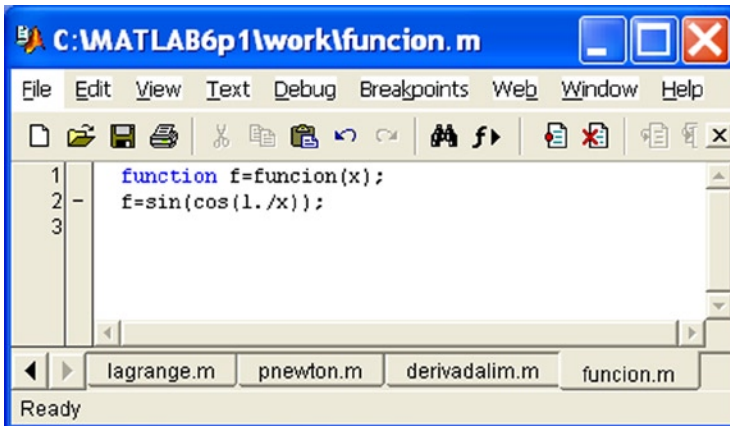 C:\MATLAB6p1\work\funcion.m
File Edit View Text Debug Breakpoints Web Window Help
1 function f=funcion(x);
2 - f=sin(cos(1./x));
3
lagrange.m pnewton.m derivadalim.m funcion.m
Ready